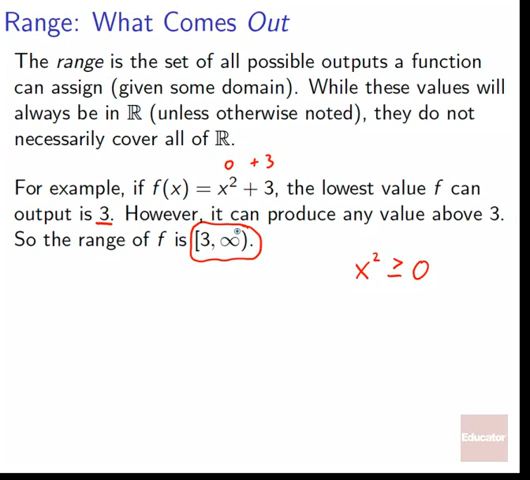 Range: What Comes Out
The range is the set of all possible outputs a function
can assign (given some domain). While these values will
always be in ℝ (unless otherwise noted), they do not
necessarily cover all of ℝ.
0 + 3
For example, if f(x) = x² + 3, the lowest value f can
output is 3. However, it can produce any value above 3.
So the range of f is [3, ∞).
x² ≥ 0
Educator